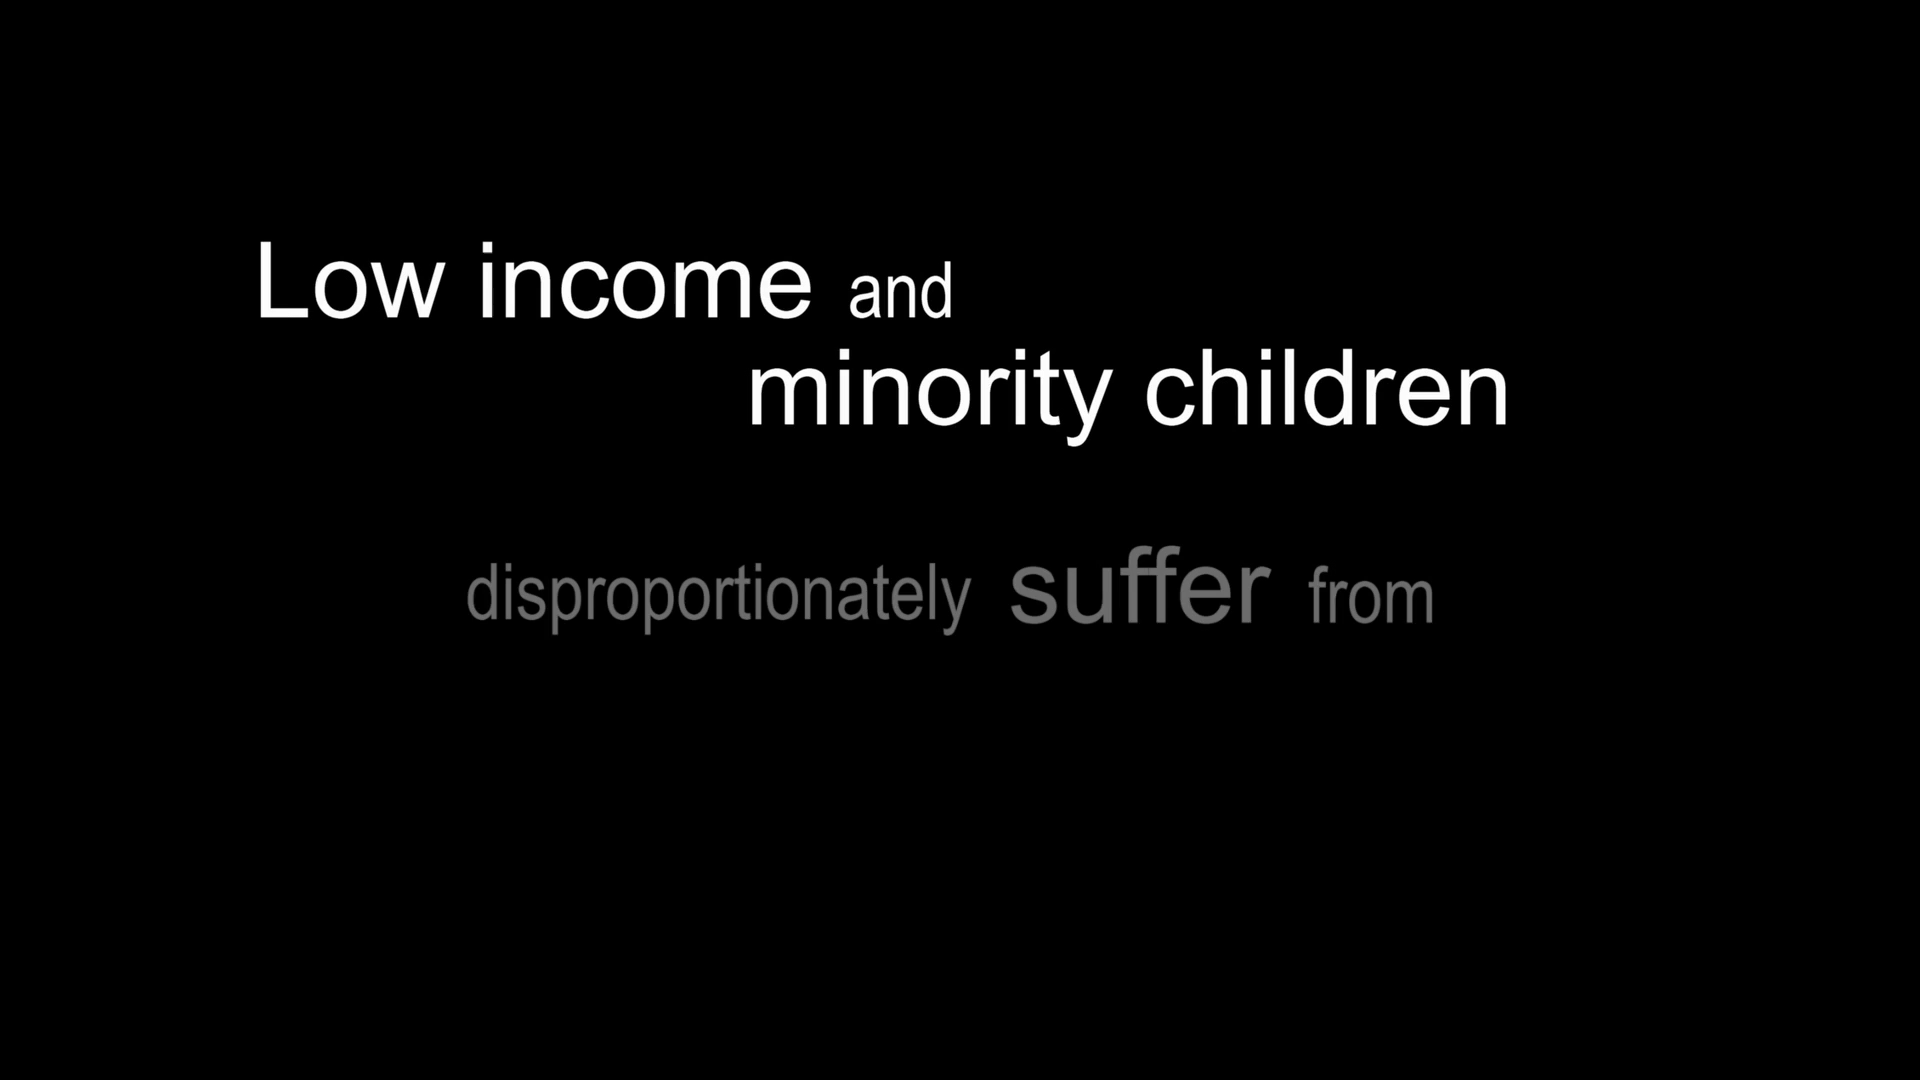 Low income and
minority children
disproportionately suffer from